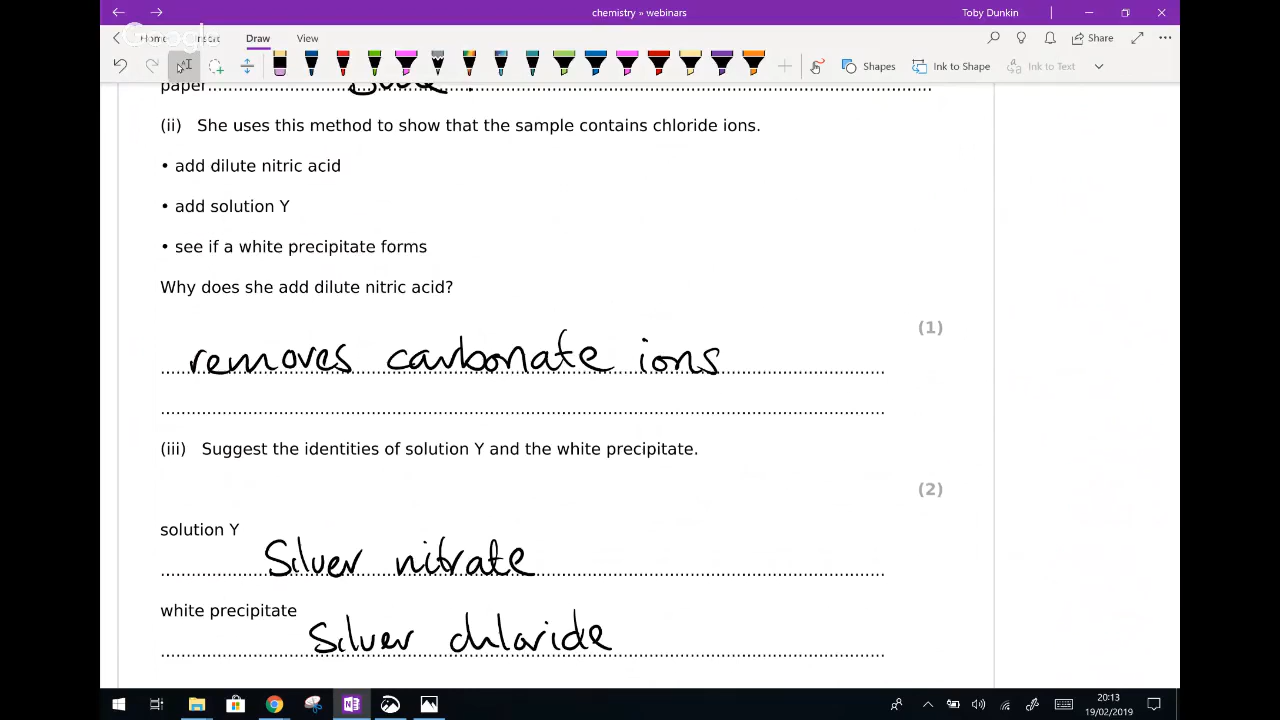 chemistry » webinars
Toby Dunkin
Google
Home Insert Draw View
Share
Shapes
Ink to Shape
Ink to Text
paper
(ii) She uses this method to show that the sample contains chloride ions.
• add dilute nitric acid
• add solution Y
• see if a white precipitate forms
Why does she add dilute nitric acid?
(1)
removes carbonate ions
(iii) Suggest the identities of solution Y and the white precipitate.
(2)
solution Y
Silver nitrate
white precipitate
Silver chloride
20:13
19/02/2019